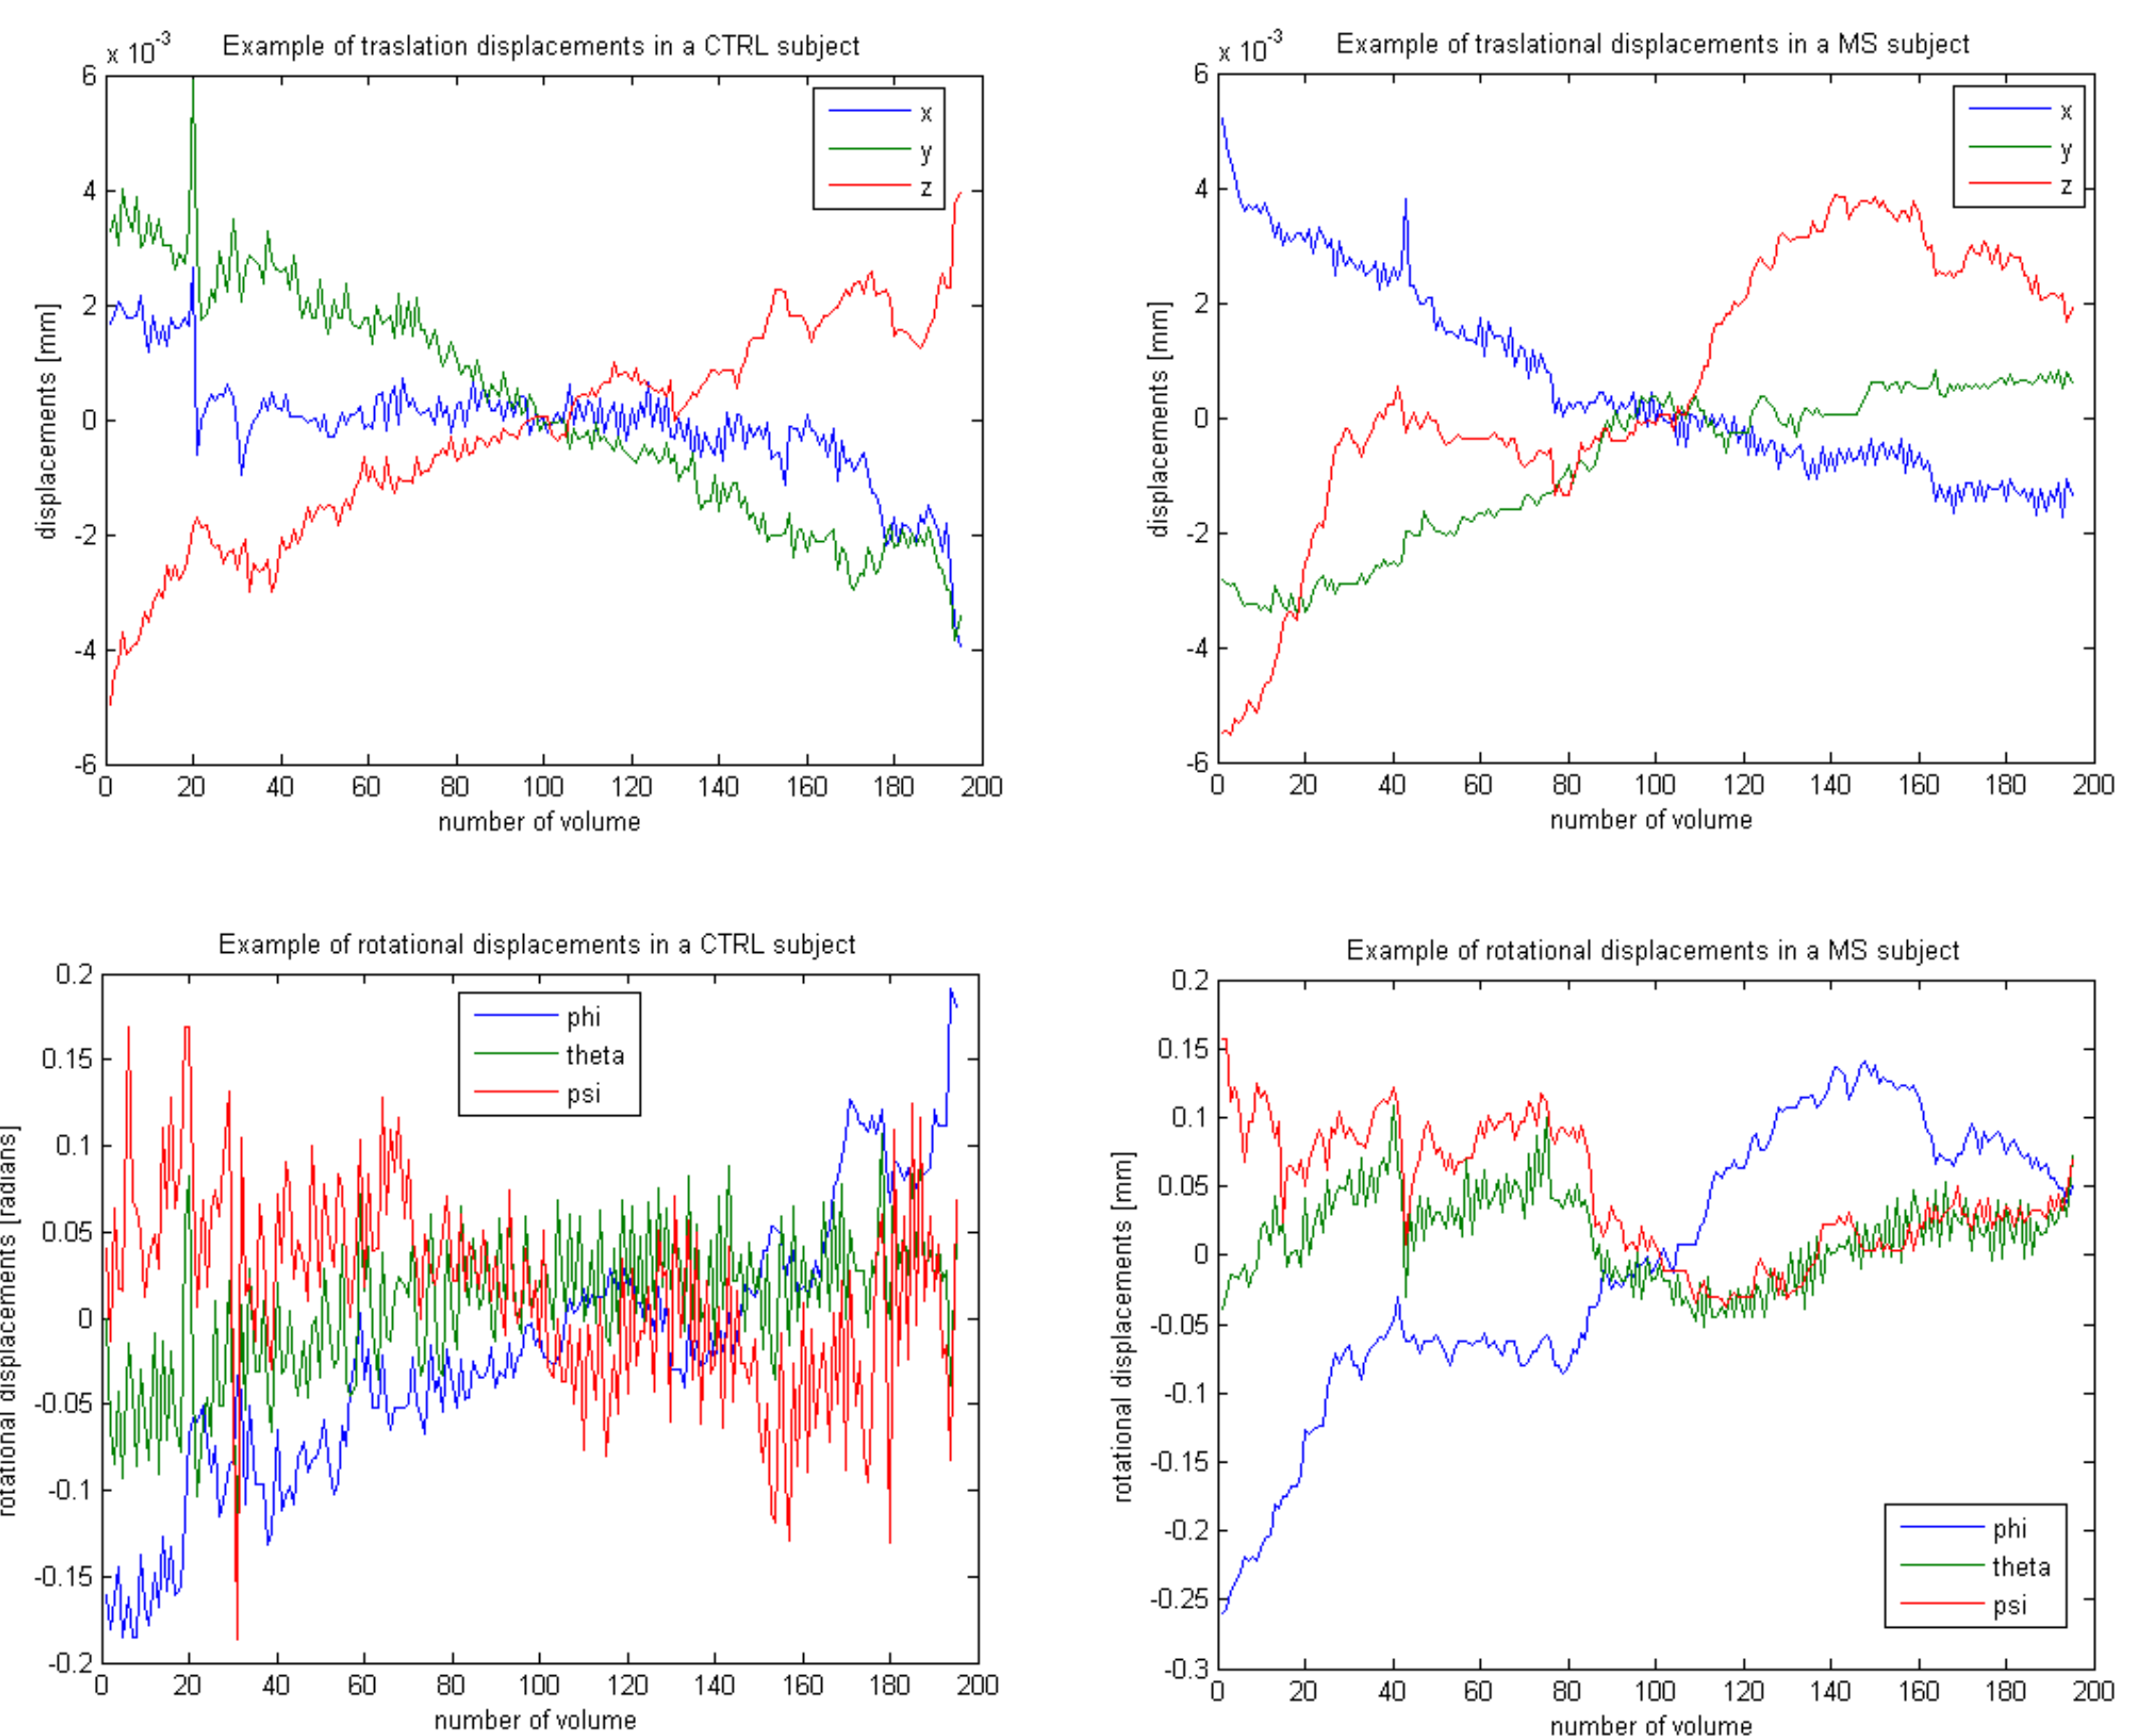 x 10-3 Example of traslation displacements in a CTRL subject
6
4
2
0
-2
-4
-6
displacements [mm]
x
y
z
0 20 40 60 80 100 120 140 160 180 200
number of volume
x 10-3 Example of traslational displacements in a MS subject
6
4
2
0
-2
-4
-6
displacements [mm]
x
y
z
0 20 40 60 80 100 120 140 160 180 200
number of volume
Example of rotational displacements in a CTRL subject
0.2
0.15
0.1
0.05
0
-0.05
-0.1
-0.15
-0.2
rotational displacements [radians]
phi
theta
psi
0 20 40 60 80 100 120 140 160 180 200
number of volume
Example of rotational displacements in a MS subject
0.2
0.15
0.1
0.05
0
-0.05
-0.1
-0.15
-0.2
-0.25
-0.3
rotational displacements [mm]
phi
theta
psi
0 20 40 60 80 100 120 140 160 180 200
number of volume